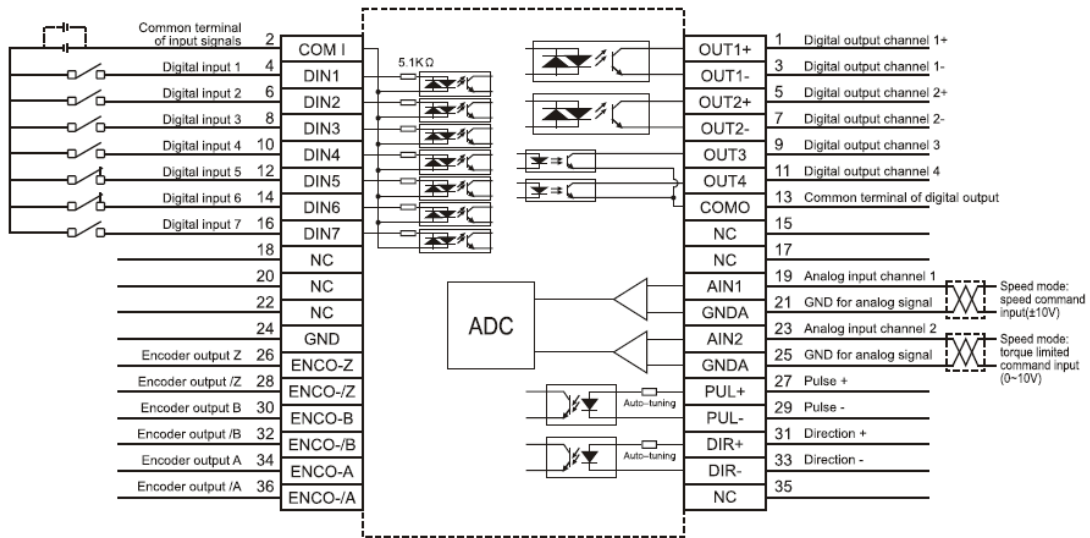 Common terminal
of input signals 2 COM I
Digital input 1 4 DIN1
Digital input 2 6 DIN2
Digital input 3 8 DIN3
Digital input 4 10 DIN4
Digital input 5 12 DIN5
Digital input 6 14 DIN6
Digital input 7 16 DIN7
18 NC
20 NC
22 NC
24 GND
Encoder output Z 26 ENCO-Z
Encoder output /Z 28 ENCO-/Z
Encoder output B 30 ENCO-B
Encoder output /B 32 ENCO-/B
Encoder output A 34 ENCO-A
Encoder output /A 36 ENCO-/A
5.1KΩ
ADC
Auto-tuning
Auto-tuning
OUT1+ 1 Digital output channel 1+
OUT1- 3 Digital output channel 1-
OUT2+ 5 Digital output channel 2+
OUT2- 7 Digital output channel 2-
OUT3 9 Digital output channel 3
OUT4 11 Digital output channel 4
COMO 13 Common terminal of digital output
NC 15
NC 17
AIN1 19 Analog input channel 1
GNDA 21 GND for analog signal
AIN2 23 Analog input channel 2
GNDA 25 GND for analog signal
PUL+ 27 Pulse +
PUL- 29 Pulse -
DIR+ 31 Direction +
DIR- 33 Direction -
NC 35
Speed mode:
speed command
input(±10V)
Speed mode:
torque limited
command input
(0~10V)